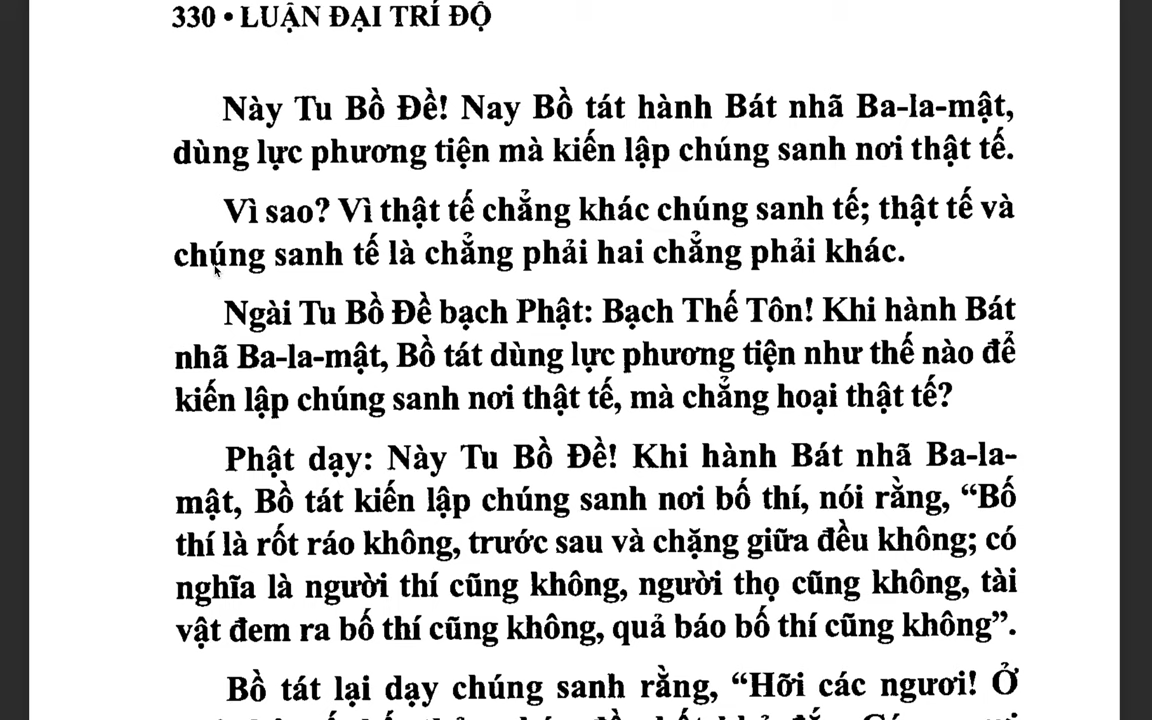 330 • LUẬN ĐẠI TRÍ ĐỘ
Này Tu Bồ Đề! Nay Bồ tát hành Bát nhã Ba-la-mật,
dùng lực phương tiện mà kiến lập chúng sanh nơi thật tế.
Vì sao? Vì thật tế chẳng khác chúng sanh tế; thật tế và
chúng sanh tế là chẳng phải hai chẳng phải khác.
Ngài Tu Bồ Đề bạch Phật: Bạch Thế Tôn! Khi hành Bát
nhã Ba-la-mật, Bồ tát dùng lực phương tiện như thế nào để
kiến lập chúng sanh nơi thật tế, mà chẳng hoại thật tế?
Phật dạy: Này Tu Bồ Đề! Khi hành Bát nhã Ba-la-
mật, Bồ tát kiến lập chúng sanh nơi bố thí, nói rằng, “Bố
thí là rốt ráo không, trước sau và chặng giữa đều không; có
nghĩa là người thí cũng không, người thọ cũng không, tài
vật đem ra bố thí cũng không, quả báo bố thí cũng không”.
Bồ tát lại dạy chúng sanh rằng, “Hỡi các ngươi! Ở